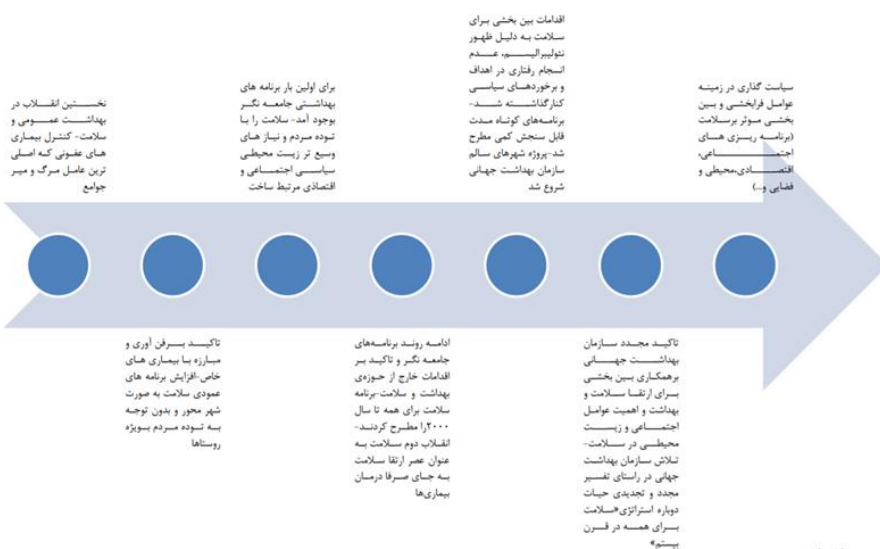 نخستین انقلاب در
بهداشت عمومی و
سلامت- کنترل بیماری
های عفونی که اصلی
ترین عامل مرگ و میر
جوامع
تاکید برفن آوری و
مبارزه با بیماری های
خاص-افزایش برنامه های
عمودی سلامت به صورت
شهر محور و بدون توجه
به توده مردم بویژه
روستاها
برای اولین بار برنامه های
بهداشتی جامعه نگر
بوجود آمد- سلامت را با
توده مردم و نیاز های
وسیع تر زیست محیطی
سیاسی اجتماعی و
اقتصاذی مرتبط ساخت
ادامه روند برنامه‌های
جامعه نگر و تاکید بر
اقدامات خارج از حوزه‌ی
بهداشت و سلامت-برنامه
سلامت برای همه تا سال
۲۰۰۰را مطرح کردند-
انقلاب دوم سلامت به
عنوان عصر ارتقا سلامت
به جای صرفا درمان
بیماری‌ها
اقدامات بین بخشی برای
سلامت به دلیل ظهور
نئولیبرالیسم، عدم
انسجام رفتاری در اهداف
و برخوردهای سیاسی
کنارگذاشته شد-
برنامه‌های کوتاه مدت
قابل سنجش کمی مطرح
شد-پروژه شهرهای سالم
سازمان بهداشت جهانی
شروع شد
تاکید مجدد سازمان
بهداشت جهانی
برهمکاری بین بخشی
برای ارتقا سلامت و
بهداشت و اهمیت عوامل
اجتماعی و زیست
محیطی در سلامت-
تلاش سازمان بهداشت
جهانی در راستای تفسیر
مجدد و تجدیدی حیات
دوباره استراتژی«سلامت
برای همه در قرن
بیستم»
سیاست گذاری در زمینه
عوامل فرابخشی و بین
بخشی موثر برسلامت
(برنامه ریزی های
اجتماعی،
اقتصادی،محیطی و
فضایی و...)